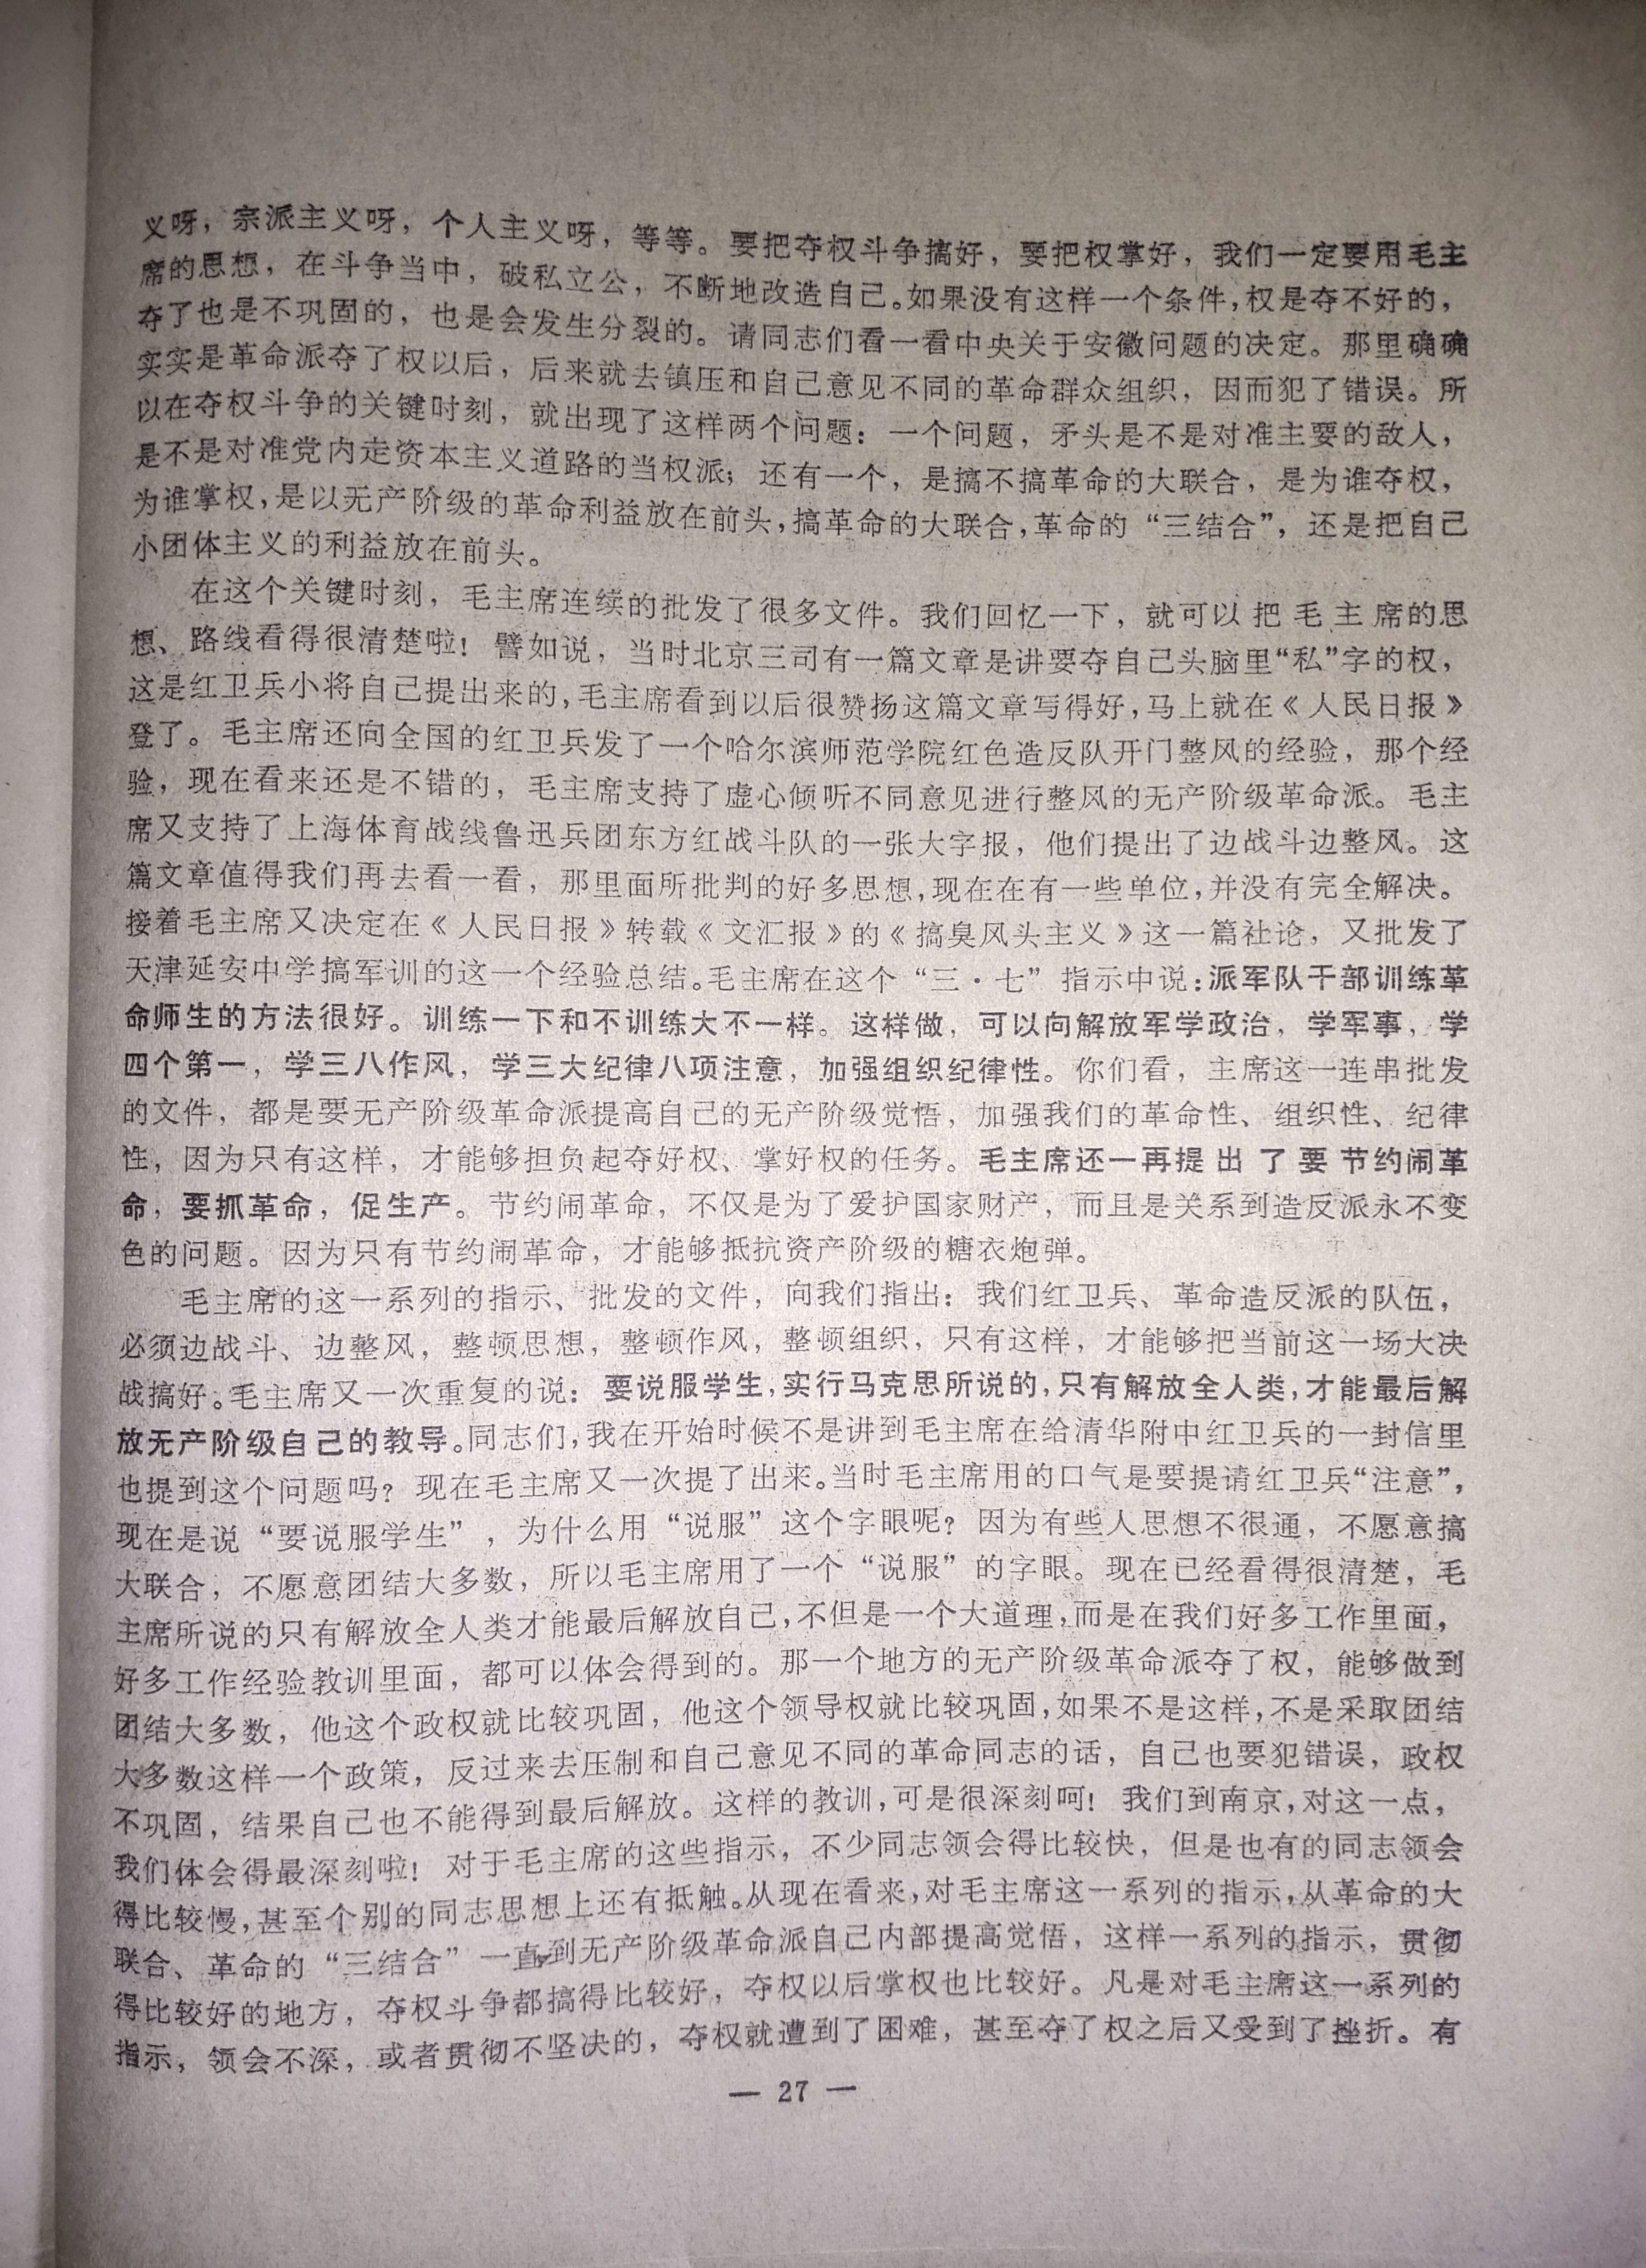 义呀，宗派主义呀，个人主义呀，等等。要把夺权斗争搞好，要把权掌好，我们一定要用毛主
席的思想，在斗争当中，破私立公，不断地改造自己。如果没有这样一个条件，权是夺不好的，
夺了也是不巩固的，也是会发生分裂的。请同志们看一看中央关于安徽问题的决定。那里确确
实实是革命派夺了权以后，后来就去镇压和自己意见不同的革命群众组织，因而犯了错误。所
以在夺权斗争的关键时刻，就出现了这样两个问题：一个问题，矛头是不是对准主要的敌人，
是不是对准党内走资本主义道路的当权派；还有一个，是搞不搞革命的大联合，是为谁夺权，
为谁掌权，是以无产阶级的革命利益放在前头，搞革命的大联合，革命的“三结合”，还是把自己
小团体主义的利益放在前头。
在这个关键时刻，毛主席连续的批发了很多文件。我们回忆一下，就可以把毛主席的思
想、路线看得很清楚啦！譬如说，当时北京三司有一篇文章是讲要夺自己头脑里“私”字的权，
这是红卫兵小将自己提出来的，毛主席看到以后很赞扬这篇文章写得好，马上就在《人民日报》
登了。毛主席还向全国的红卫兵发了一个哈尔滨师范学院红色造反队开门整风的经验，那个经
验，现在看来还是不错的，毛主席支持了虚心倾听不同意见进行整风的无产阶级革命派。毛主
席又支持了上海体育战线鲁迅兵团东方红战斗队的一张大字报，他们提出了边战斗边整风。这
篇文章值得我们再去看一看，那里面所批判的好多思想，现在在有一些单位，并没有完全解决。
接着毛主席又决定在《人民日报》转载《文汇报》的《搞臭风头主义》这一篇社论，又批发了
天津延安中学搞军训的这一个经验总结。毛主席在这个“三·七”指示中说：派军队干部训练革
命师生的方法很好。训练一下和不训练大不一样。这样做，可以向解放军学政治，学军事，学
四个第一，学三八作风，学三大纪律八项注意，加强组织纪律性。你们看，主席这一连串批发
的文件，都是要无产阶级革命派提高自己的无产阶级觉悟，加强我们的革命性、组织性、纪律
性，因为只有这样，才能够担负起夺好权、掌好权的任务。毛主席还一再提出了要节约闹革
命，要抓革命，促生产。节约闹革命，不仅是为了爱护国家财产，而且是关系到造反派永不变
色的问题。因为只有节约闹革命，才能够抵抗资产阶级的糖衣炮弹。
毛主席的这一系列的指示、批发的文件，向我们指出：我们红卫兵、革命造反派的队伍，
必须边战斗、边整风，整顿思想，整顿作风，整顿组织，只有这样，才能够把当前这一场大决
战搞好。毛主席又一次重复的说：要说服学生，实行马克思所说的，只有解放全人类，才能最后解
放无产阶级自己的教导。同志们，我在开始时候不是讲到毛主席在给清华附中红卫兵的一封信里
也提到这个问题吗？现在毛主席又一次提了出来。当时毛主席用的口气是要提请红卫兵“注意”，
现在是说“要说服学生”，为什么用“说服”这个字眼呢？因为有些人思想不很通，不愿意搞
大联合，不愿意团结大多数，所以毛主席用了一个“说服”的字眼。现在已经看得很清楚，毛
主席所说的只有解放全人类才能最后解放自己，不但是一个大道理，而是在我们好多工作里面，
好多工作经验教训里面，都可以体会得到的。那一个地方的无产阶级革命派夺了权，能够做到
团结大多数，他这个政权就比较巩固，他这个领导权就比较巩固，如果不是这样，不是采取团结
大多数这样一个政策，反过来去压制和自己意见不同的革命同志的话，自己也要犯错误，政权
不巩固，结果自己也不能得到最后解放。这样的教训，可是很深刻呵！我们到南京，对这一点，
我们体会得最深刻啦！对于毛主席的这些指示，不少同志领会得比较快，但是也有的同志领会
得比较慢，甚至个别的同志思想上还有抵触。从现在看来，对毛主席这一系列的指示，从革命的大
联合、革命的“三结合”一直到无产阶级革命派自己内部提高觉悟，这样一系列的指示，贯彻
得比较好的地方，夺权斗争都搞得比较好，夺权以后掌权也比较好。凡是对毛主席这一系列的
指示，领会不深，或者贯彻不坚决的，夺权就遭到了困难，甚至夺了权之后又受到了挫折。有
— 27 —